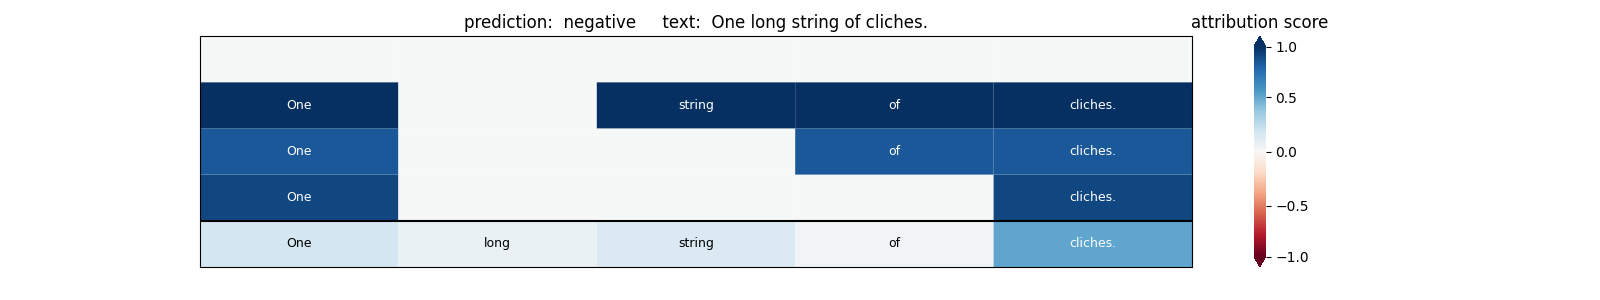 prediction:  negative     text:  One long string of cliches.
attribution score
One string of cliches.
One of cliches.
One cliches.
One long string of cliches.
1.0
0.5
0.0
−0.5
−1.0